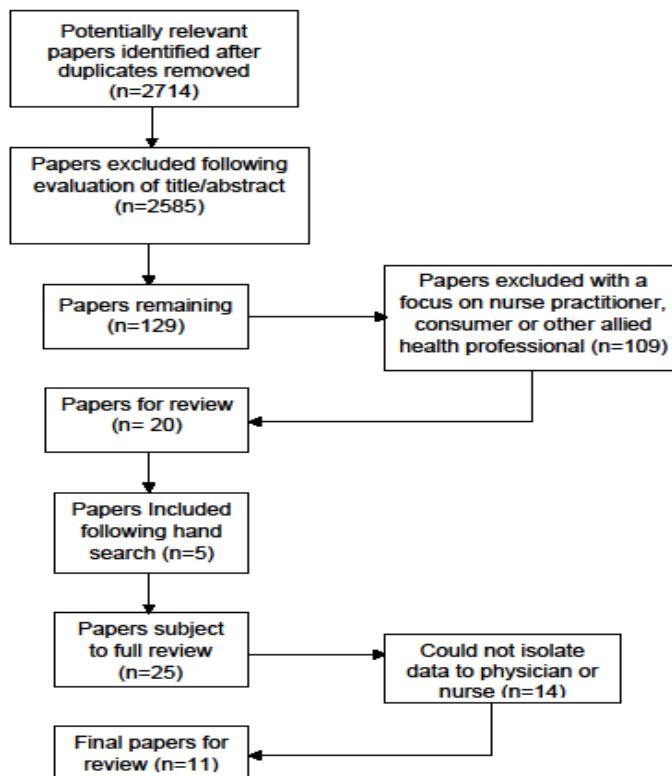 Potentially relevant
papers identified after
duplicates removed
(n=2714)
Papers excluded following
evaluation of title/abstract
(n=2585)
Papers remaining
(n=129)
Papers excluded with a
focus on nurse practitioner,
consumer or other allied
health professional (n=109)
Papers for review
(n= 20)
Papers Included
following hand
search (n=5)
Papers subject
to full review
(n=25)
Could not isolate
data to physician or
nurse (n=14)
Final papers for
review (n=11)